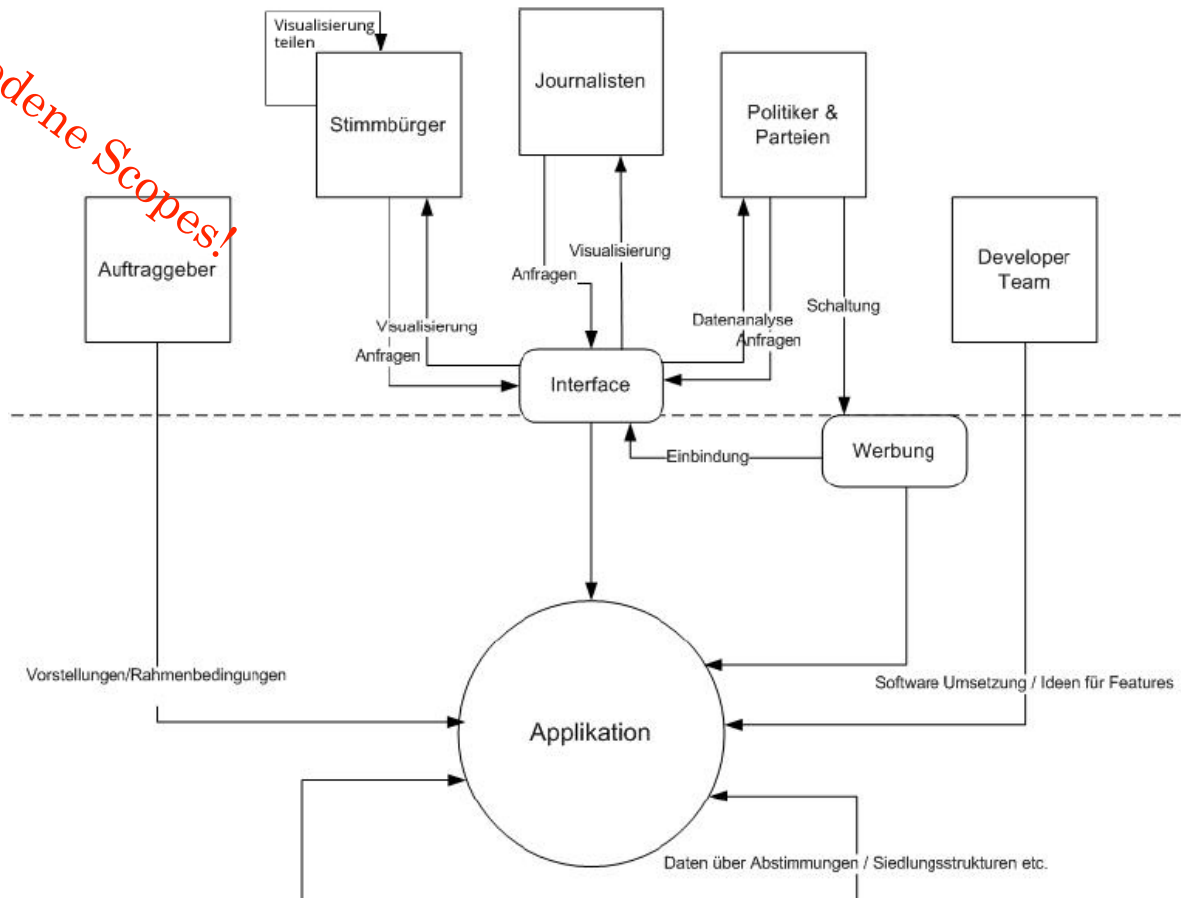 Visualisierung
teilen
Stimmbürger
Journalisten
Politiker &
Parteien
Scopes!
Auftraggeber
Developer
Team
Visualisierung
Anfragen
Visualisierung
Anfragen
Datenanalyse
Anfragen
Schaltung
Interface
Werbung
Einbindung
Vorstellungen/Rahmenbedingungen
Software Umsetzung / Ideen für Features
Applikation
Daten über Abstimmungen / Siedlungsstrukturen etc.